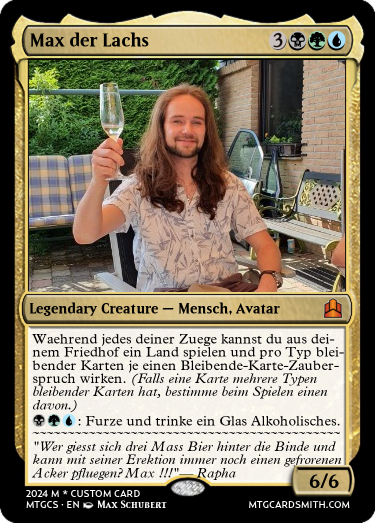 Max der Lachs 3
Legendary Creature — Mensch, Avatar
Waehrend jedes deiner Zuege kannst du aus dei-
nem Friedhof ein Land spielen und pro Typ blei-
bender Karten je einen Bleibende-Karte-Zauber-
spruch wirken. (Falls eine Karte mehrere Typen
bleibender Karten hat, bestimme beim Spielen einen
davon.)
: Furze und trinke ein Glas Alkoholisches.
"Wer giesst sich drei Mass Bier hinter die Binde und
kann mit seiner Erektion immer noch einen gefrorenen
Acker pfluegen? Max !!!"— Rapha
6/6
2024 M * CUSTOM CARD
MTGCS • EN Max Schubert
MTGCARDSMITH.COM